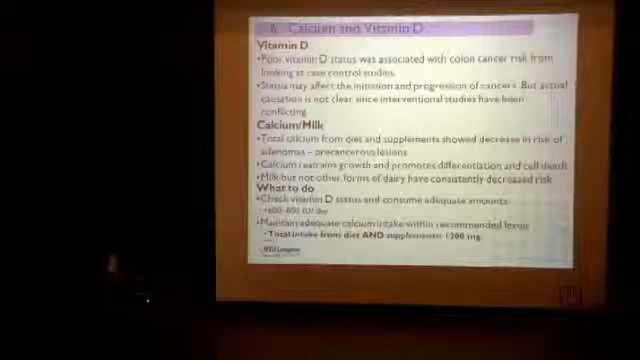 6. Calcium and Vitamin D
Vitamin D
•Poor vitamin D status was associated with colon cancer risk from
looking at case control studies.
•Status may affect the initiation and progression of cancers. But actual
causation is not clear since interventional studies have been
conflicting
Calcium/Milk
•Total calcium from diet and supplements showed decrease in risk of
adenomas – precancerous lesions
•Calcium restrains growth and promotes differentiation and cell death
•Milk but not other forms of dairy have consistently decreased risk
What to do
•Check vitamin D status and consume adequate amounts:
•600-800 IU/day
•Maintain adequate calcium intake within recommended levels
•Total intake from diet AND supplements: 1200 mg
NYU Langone